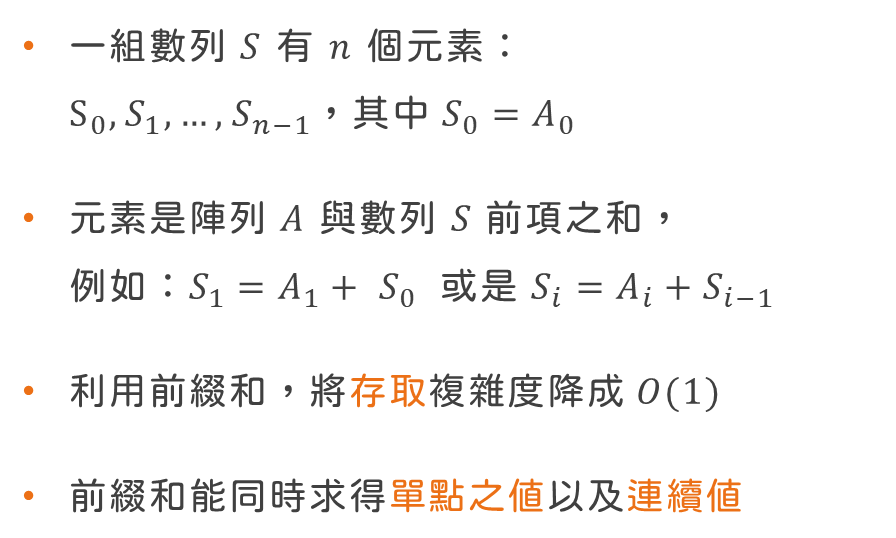 • 一組數列 𝑆 有 𝑛 個元素：
S₀, 𝑆₁, … , 𝑆ₙ₋₁，其中 𝑆₀ = 𝐴₀
• 元素是陣列 𝐴 與數列 𝑆 前項之和，
例如：𝑆₁ = 𝐴₁ + 𝑆₀ 或是 𝑆ᵢ = 𝐴ᵢ + 𝑆ᵢ₋₁
• 利用前綴和，將存取複雜度降成 𝑂(1)
• 前綴和能同時求得單點之值以及連續值